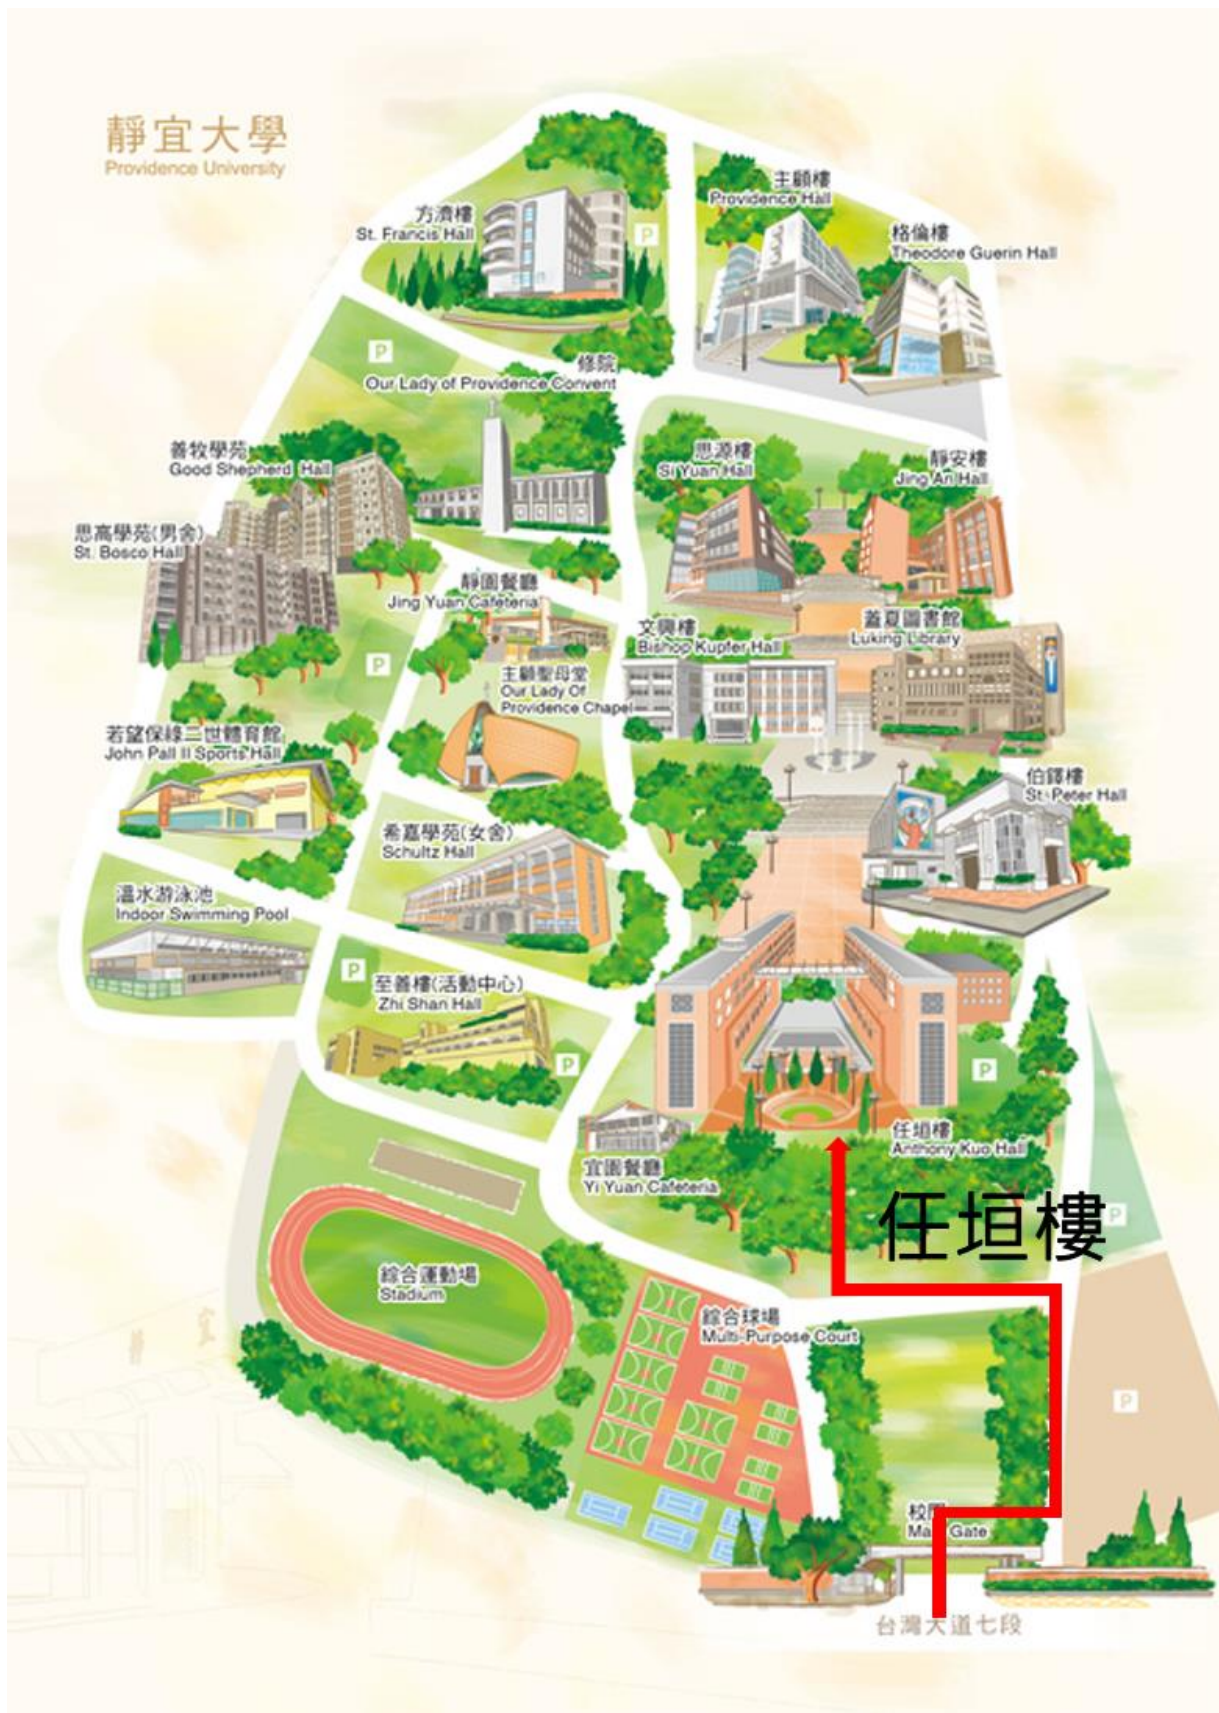 靜宜大學
Providence University
主顧樓
Providence Hall
方濟樓
St. Francis Hall
格倫樓
Theodore Guerin Hall
P
P
修院
Our Lady of Providence Convent
善牧學苑
Good Shepherd Hall
思源樓
Si Yuan Hall
靜安樓
Jing An Hall
思高學苑(男舍)
St. Bosco Hall
靜園餐廳
Jing Yuan Cafeteria
文興樓
Bishop Kupfer Hall
蓋夏圖書館
Luking Library
P
主顧聖母堂
Our Lady Of
Providence Chapel
若望保祿二世體育館
John Pall II Sports Hall
伯鐸樓
St. Peter Hall
希嘉學苑(女舍)
Schultz Hall
溫水游泳池
Indoor Swimming Pool
P
至善樓(活動中心)
Zhi Shan Hall
P
P
任垣樓
Anthony Kuo Hall
宜園餐廳
Yi Yuan Cafeteria
任垣樓
P
綜合運動場
Stadium
綜合球場
Multi-Purpose Court
P
校門
Ma Gate
台灣大道七段